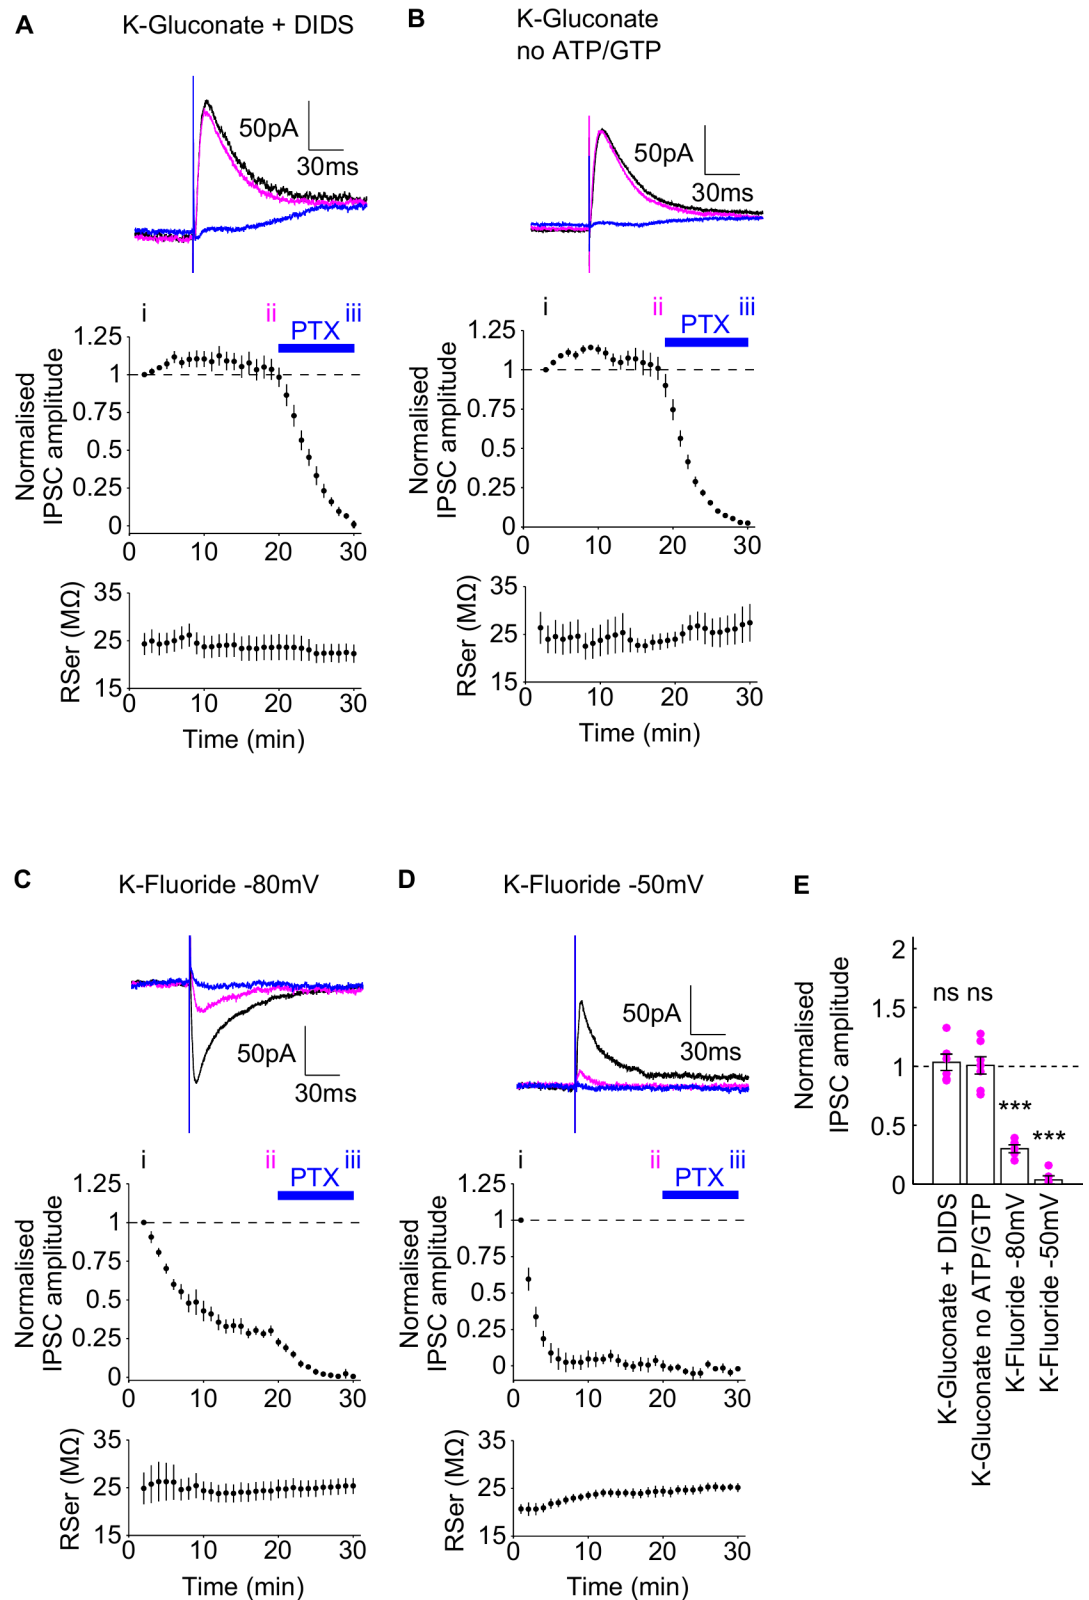 A
K-Gluconate + DIDS
50pA
30ms
i
ii
iii
PTX
1.25
1
0.75
0.5
0.25
0
Normalised
IPSC amplitude
0
10
20
30
35
25
15
RSer (MΩ)
0
10
20
30
Time (min)
B
K-Gluconate
no ATP/GTP
50pA
30ms
i
ii
iii
PTX
1.25
1
0.75
0.5
0.25
0
Normalised
IPSC amplitude
0
10
20
30
35
25
15
RSer (MΩ)
0
10
20
30
Time (min)
C
K-Fluoride -80mV
50pA
30ms
i
ii
iii
PTX
1.25
1
0.75
0.5
0.25
0
Normalised
IPSC amplitude
0
10
20
30
35
25
15
RSer (MΩ)
0
10
20
30
Time (min)
D
K-Fluoride -50mV
50pA
30ms
i
ii
iii
PTX
1.25
1
0.75
0.5
0.25
0
Normalised
IPSC amplitude
0
10
20
30
35
25
15
RSer (MΩ)
0
10
20
30
Time (min)
E
2
1.5
1
0.5
0
Normalised
IPSC amplitude
ns ns
***
***
K-Gluconate + DIDS
K-Gluconate no ATP/GTP
K-Fluoride -80mV
K-Fluoride -50mV